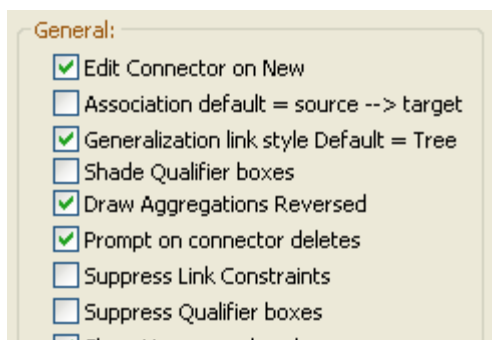 General:
Edit Connector on New
Association default = source --> target
Generalization link style Default = Tree
Shade Qualifier boxes
Draw Aggregations Reversed
Prompt on connector deletes
Suppress Link Constraints
Suppress Qualifier boxes